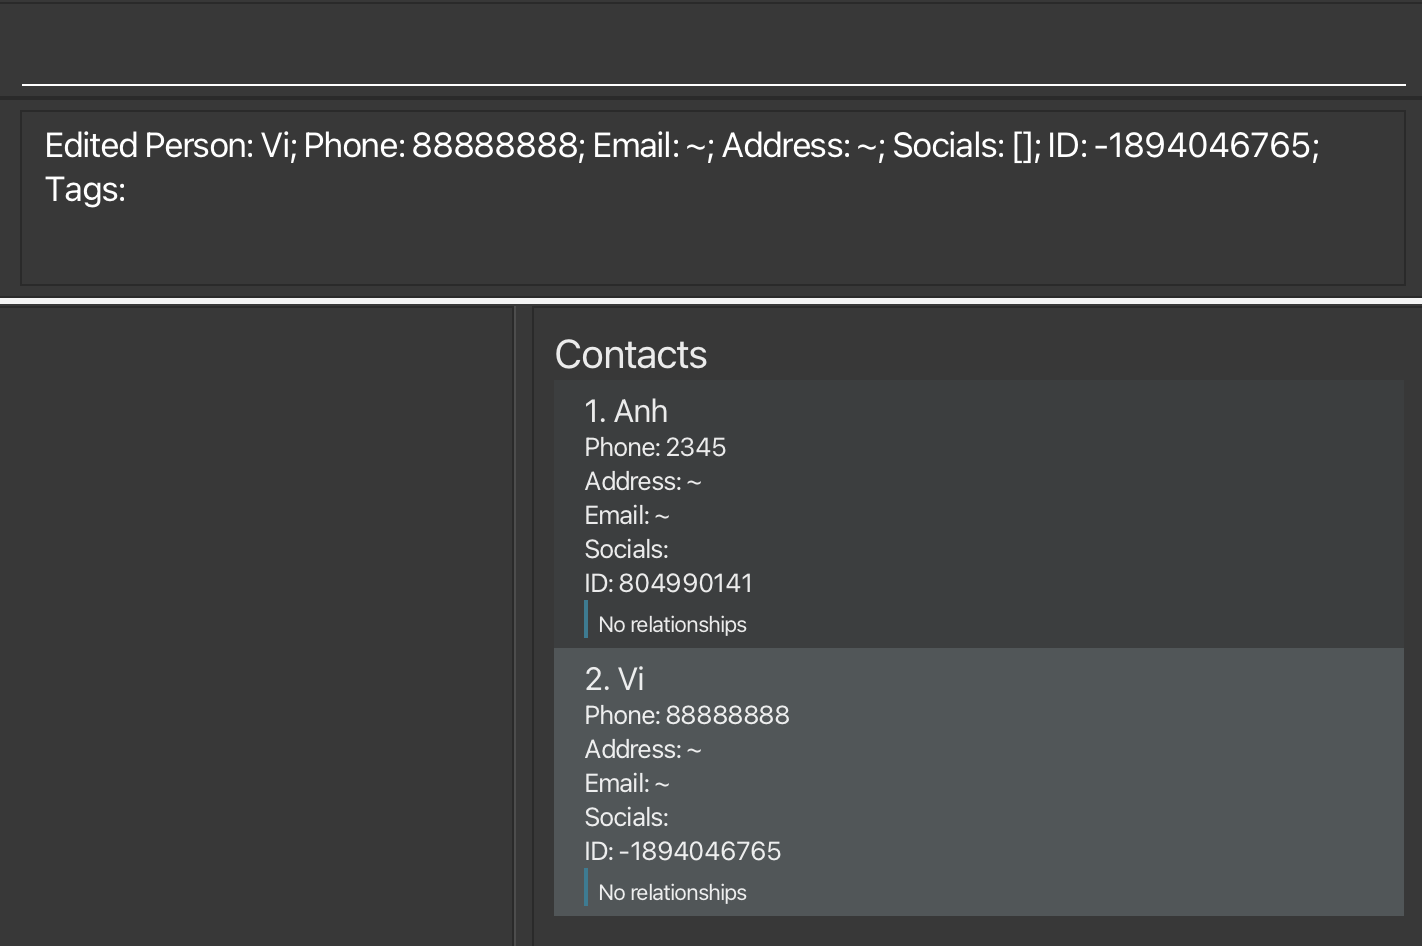 Edited Person: Vi; Phone: 88888888; Email: ~; Address: ~; Socials: []; ID: -1894046765;
Tags:
Contacts
1. Anh
Phone: 2345
Address: ~
Email: ~
Socials:
ID: 804990141
No relationships
2. Vi
Phone: 88888888
Address: ~
Email: ~
Socials:
ID: -1894046765
No relationships